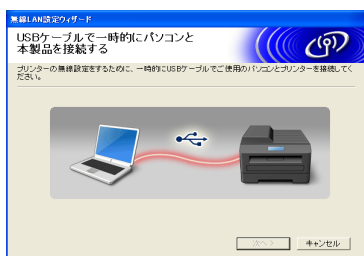 無線LAN設定ウィザード
USBケーブルで一時的にパソコンと
本製品を接続する
プリンターの無線設定をするために、一時的にUSBケーブルでご使用のパソコンとプリンターを接続してく
ださい。
次へ >
キャンセル